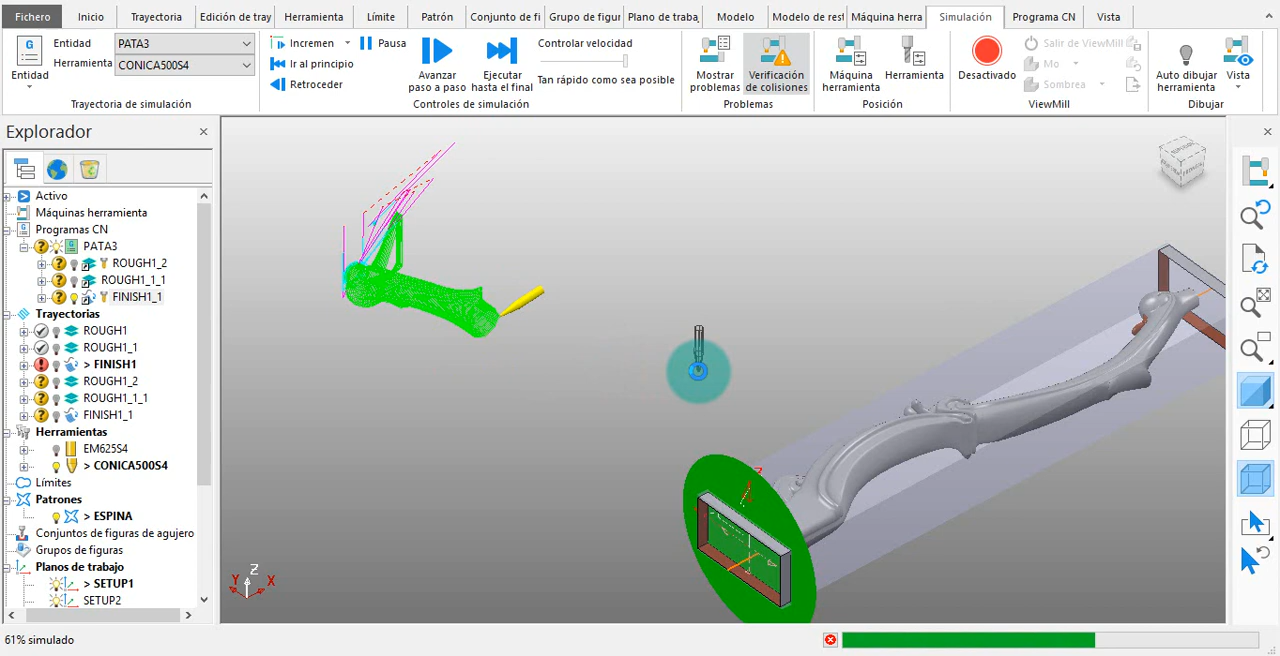 Fichero Inicio Trayectoria Edición de tray Herramienta Límite Patrón Conjunto de fi Grupo de figur Plano de traba Modelo Modelo de rest Máquina herra Simulación Programa CN Vista
Entidad PATA3 Incremen Pausa Controlar velocidad Salir de ViewMill
Herramienta CONICA500S4 Ir al principio Mo
Entidad Retroceder Avanzar paso a paso Ejecutar hasta el final Tan rápido como sea posible Mostrar problemas Verificación de colisiones Máquina herramienta Herramienta Desactivado Sombrea Auto dibujar herramienta Vista
Trayectoria de simulación Controles de simulación Problemas Posición ViewMill Dibujar
Explorador
Activo
Máquinas herramienta
Programas CN
PATA3
ROUGH1_2
ROUGH1_1_1
FINISH1_1
Trayectorias
ROUGH1
ROUGH1_1
> FINISH1
ROUGH1_2
ROUGH1_1_1
FINISH1_1
Herramientas
EM625S4
> CONICA500S4
Límites
Patrones
> ESPINA
Conjuntos de figuras de agujero
Grupos de figuras
Planos de trabajo
> SETUP1
SETUP2
Z
Y X
Z
61% simulado